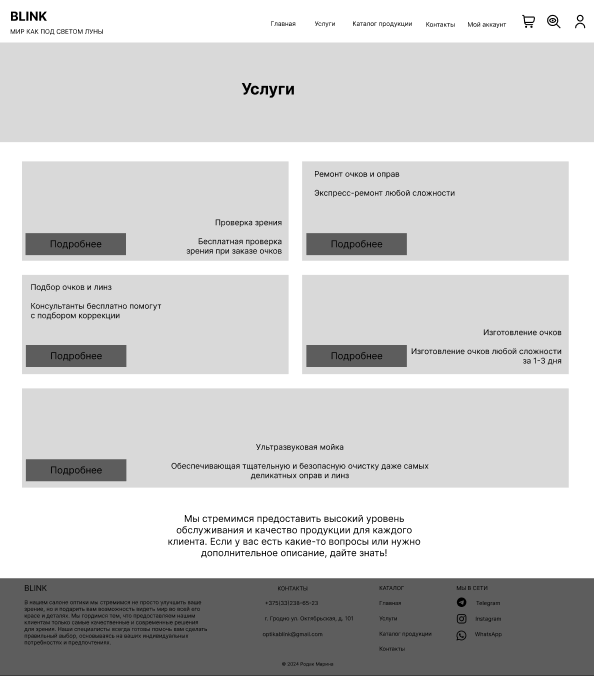 BLINK
МИР КАК ПОД СВЕТОМ ЛУНЫ
Главная Услуги Каталог продукции Контакты Мой аккаунт
Услуги
Проверка зрения
Бесплатная проверка
зрения при заказе очков
Подробнее
Ремонт очков и оправ
Экспресс-ремонт любой сложности
Подробнее
Подбор очков и линз
Консультанты бесплатно помогут
с подбором коррекции
Подробнее
Изготовление очков
Изготовление очков любой сложности
за 1-3 дня
Подробнее
Ультразвуковая мойка
Обеспечивающая тщательную и безопасную очистку даже самых
деликатных оправ и линз
Подробнее
Мы стремимся предоставить высокий уровень
обслуживания и качество продукции для каждого
клиента. Если у вас есть какие-то вопросы или нужно
дополнительное описание, дайте знать!
BLINK
В нашем салоне оптики мы стремимся не просто улучшить ваше
зрение, но и подарить вам возможность видеть мир во всей его
красе и деталях. Мы гордимся тем, что предоставляем нашим
клиентам только самые качественные и современные решения
для зрения. Наши специалисты всегда готовы помочь вам сделать
правильный выбор, основываясь на ваших индивидуальных
потребностях и предпочтениях.
КОНТАКТЫ
г. Гродно ул. Октябрьская, д. 101
optikablink@gmail.com
КАТАЛОГ
Главная
Услуги
Каталог продукции
Контакты
МЫ В СЕТИ
Telegram
Instagram
WhatsApp
© 2024 Родак Марина